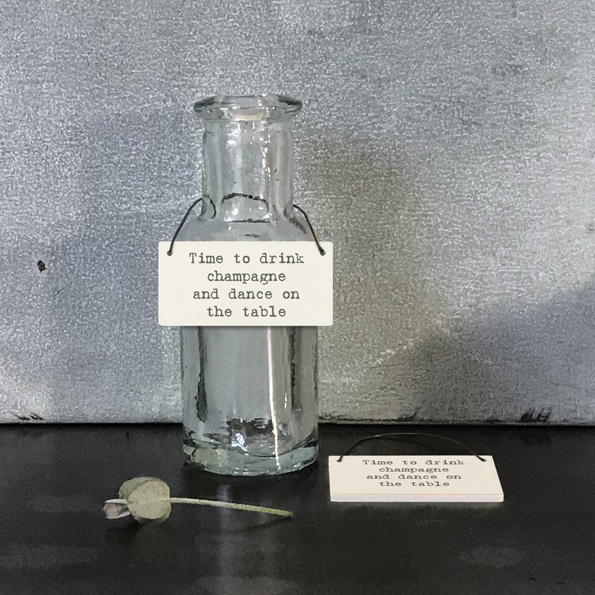 Time to drink
champagne
and dance on
the table
Time to drink
champagne
and dance on
the table